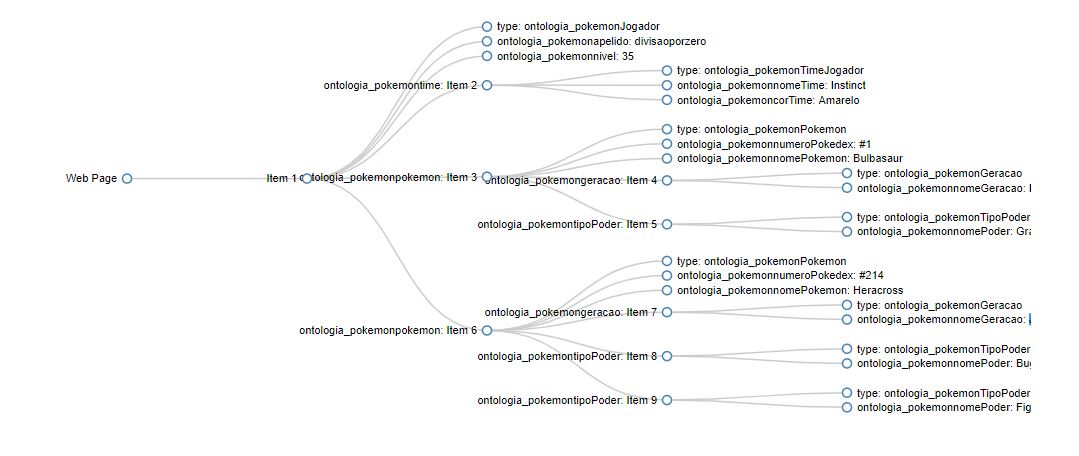 type: ontologia_pokemonJogador
ontologia_pokemonapelido: divisaoporzero
ontologia_pokemonnivel: 35
ontologia_pokemontime: Item 2
type: ontologia_pokemonTimeJogador
ontologia_pokemonnomeTime: Instinct
ontologia_pokemoncorTime: Amarelo
Web Page
Item 1
ontologia_pokemonpokemon: Item 3
type: ontologia_pokemonPokemon
ontologia_pokemonnumeroPokedex: #1
ontologia_pokemonnomePokemon: Bulbasaur
ontologia_pokemongeracao: Item 4
type: ontologia_pokemonGeracao
ontologia_pokemonnomeGeracao:
ontologia_pokemontipoPoder: Item 5
type: ontologia_pokemonTipoPoder
ontologia_pokemonnomePoder: Gra
ontologia_pokemonpokemon: Item 6
type: ontologia_pokemonPokemon
ontologia_pokemonnumeroPokedex: #214
ontologia_pokemonnomePokemon: Heracross
ontologia_pokemongeracao: Item 7
type: ontologia_pokemonGeracao
ontologia_pokemonnomeGeracao:
ontologia_pokemontipoPoder: Item 8
type: ontologia_pokemonTipoPoder
ontologia_pokemonnomePoder: Bug
ontologia_pokemontipoPoder: Item 9
type: ontologia_pokemonTipoPoder
ontologia_pokemonnomePoder: Fig